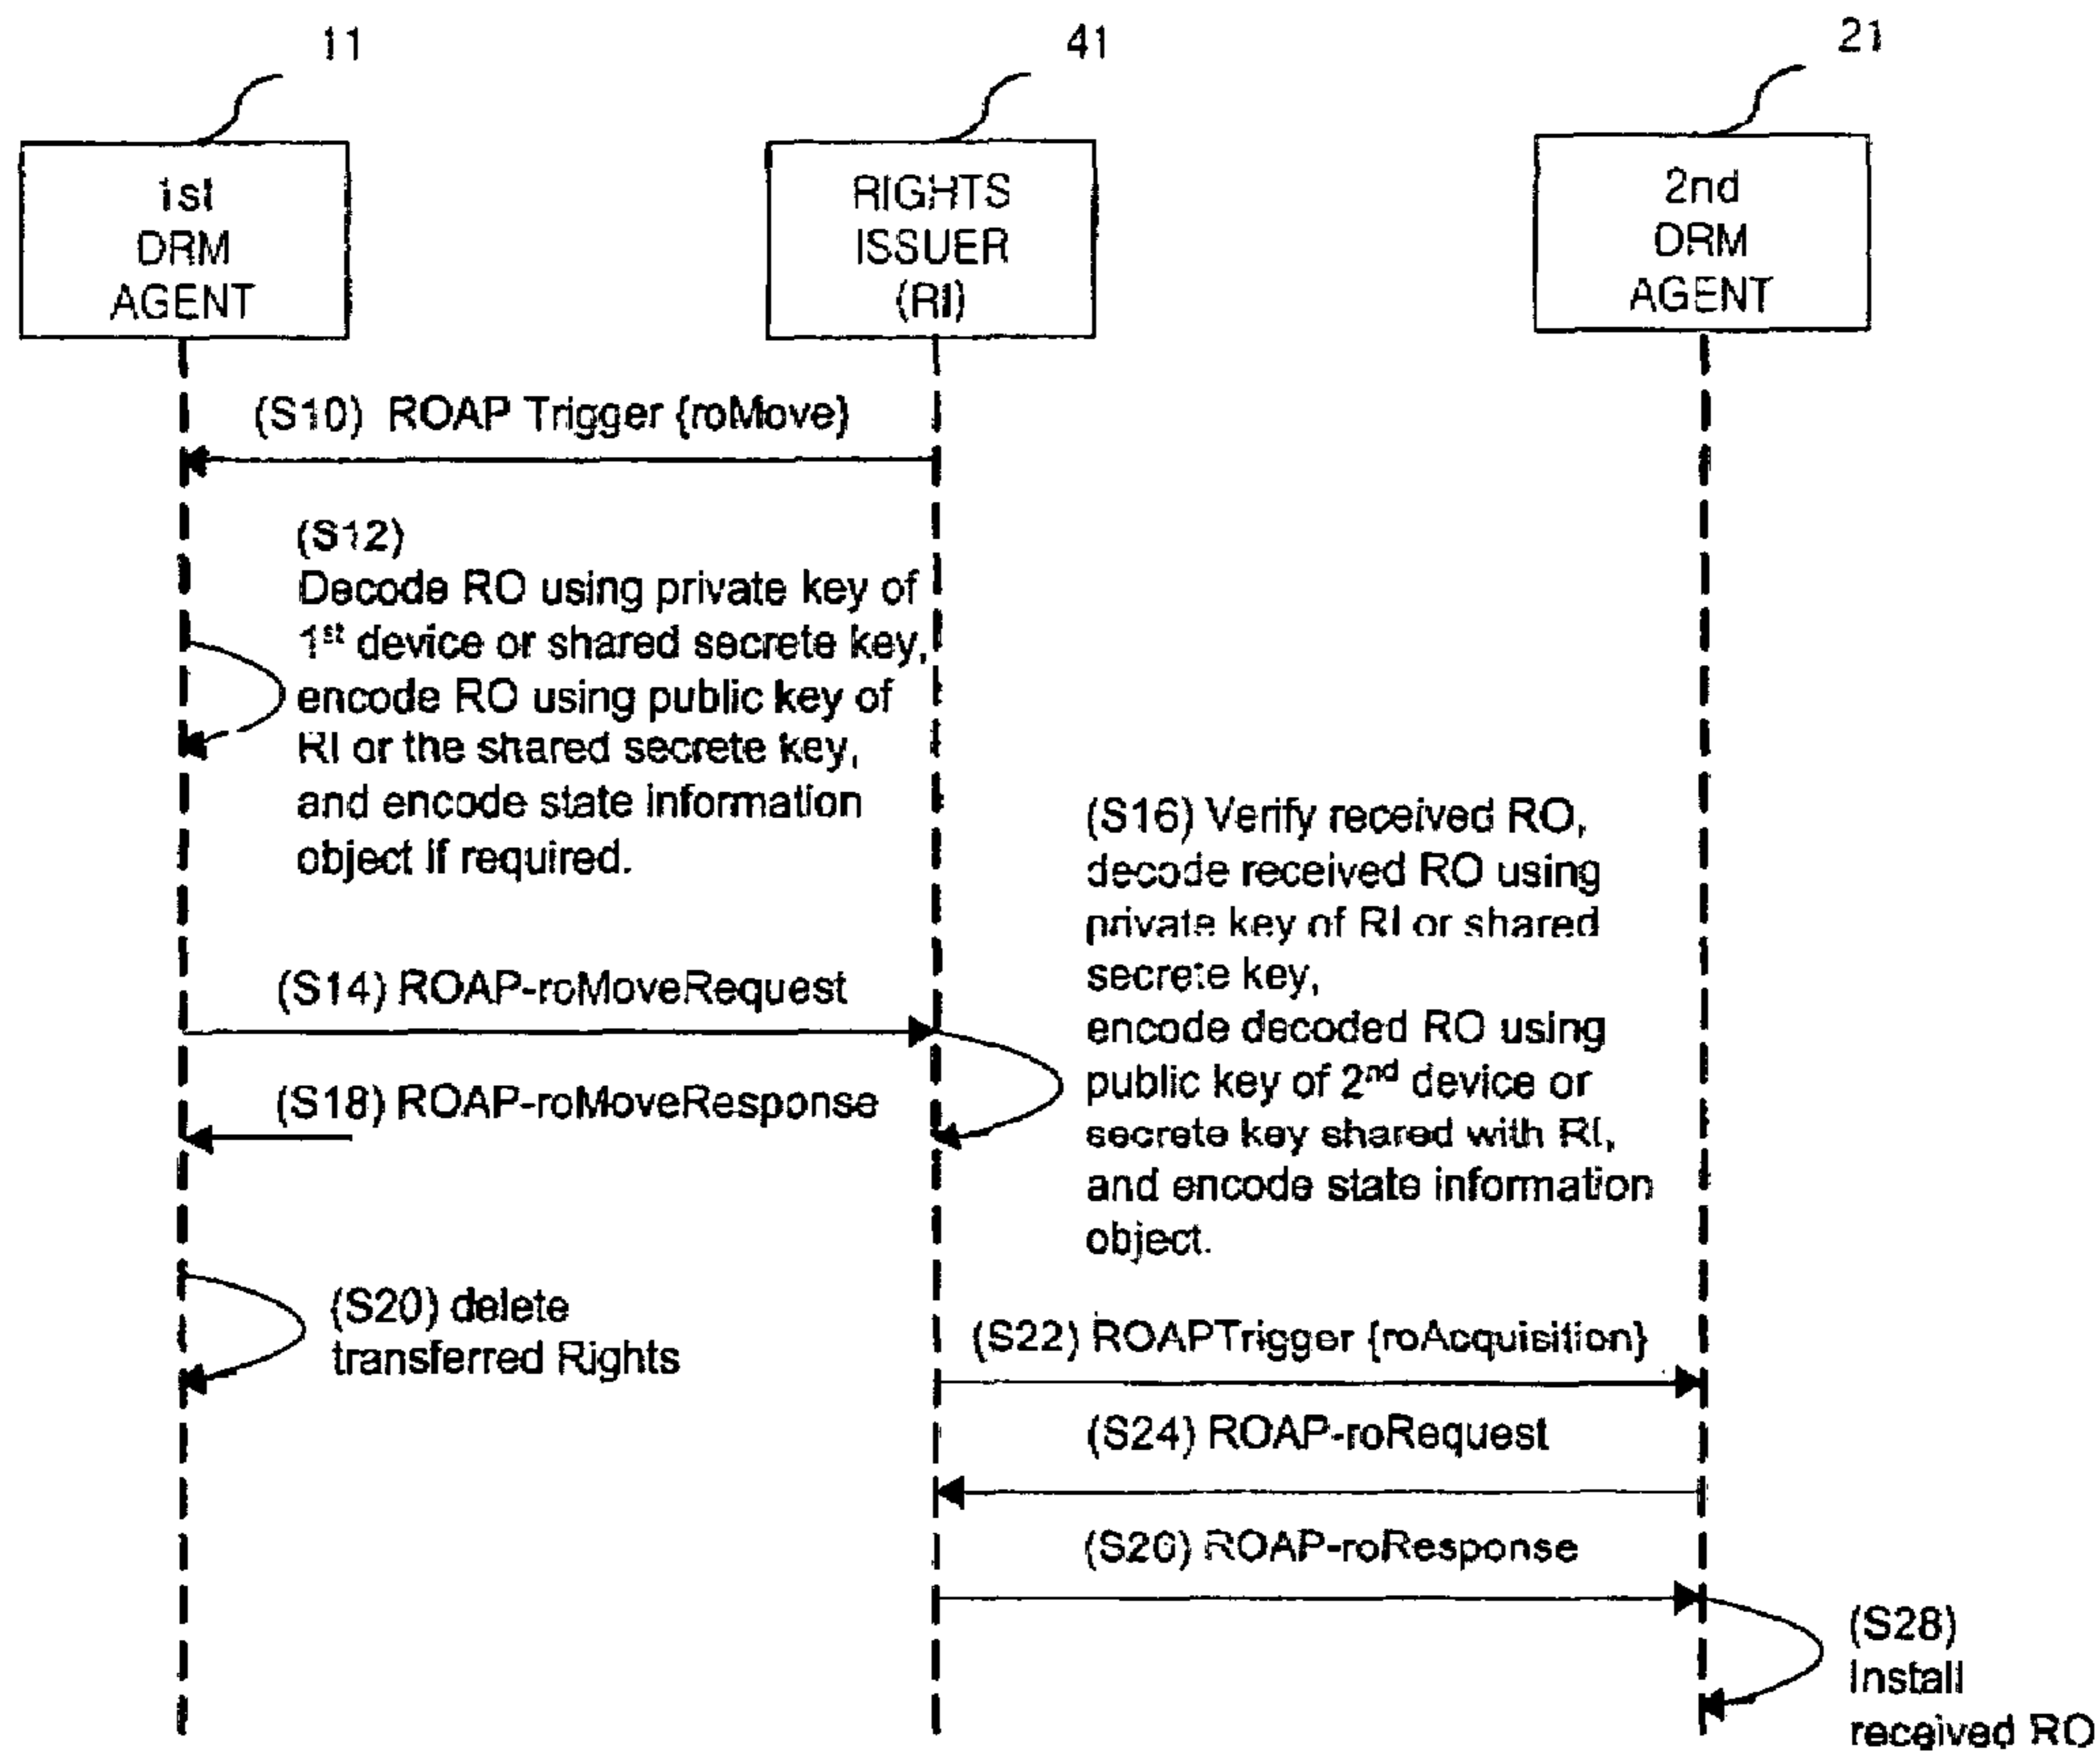 11
41
21
1st
DRM
AGENT
RIGHTS
ISSUER
(RI)
2nd
DRM
AGENT
(S10) ROAP Trigger {roMove}
(S12)
Decode RO using private key of
1st device or shared secrete key,
encode RO using public key of
RI or the shared secrete key,
and encode state information
object if required.
(S14) ROAP-roMoveRequest
(S16) Verify received RO,
decode received RO using
private key of RI or shared
secrete key,
encode decoded RO using
public key of 2nd device or
secrete key shared with RI,
and encode state information
object.
(S18) ROAP-roMoveResponse
(S20) delete
transferred Rights
(S22) ROAPTrigger {roAcquisition}
(S24) ROAP-roRequest
(S26) ROAP-roResponse
(S28)
Install
received RO